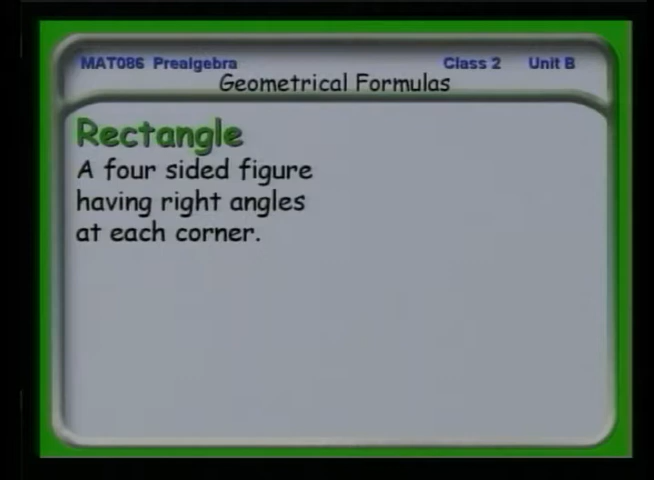 MAT086 Prealgebra Class 2 Unit B
Geometrical Formulas
Rectangle
A four sided figure
having right angles
at each corner.